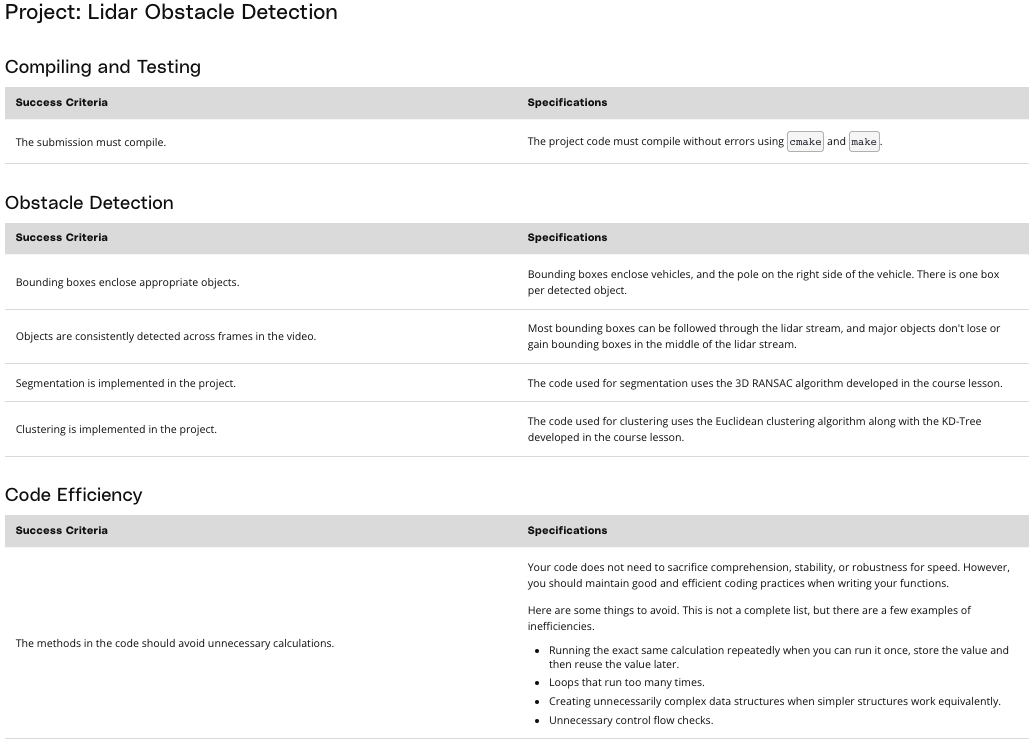 Project: Lidar Obstacle Detection
Compiling and Testing
Success Criteria
Specifications
The submission must compile.
The project code must compile without errors using cmake and make.
Obstacle Detection
Success Criteria
Specifications
Bounding boxes enclose appropriate objects.
Bounding boxes enclose vehicles, and the pole on the right side of the vehicle. There is one box
per detected object.
Objects are consistently detected across frames in the video.
Most bounding boxes can be followed through the lidar stream, and major objects don't lose or
gain bounding boxes in the middle of the lidar stream.
Segmentation is implemented in the project.
The code used for segmentation uses the 3D RANSAC algorithm developed in the course lesson.
Clustering is implemented in the project.
The code used for clustering uses the Euclidean clustering algorithm along with the KD-Tree
developed in the course lesson.
Code Efficiency
Success Criteria
Specifications
The methods in the code should avoid unnecessary calculations.
Your code does not need to sacrifice comprehension, stability, or robustness for speed. However,
you should maintain good and efficient coding practices when writing your functions.
Here are some things to avoid. This is not a complete list, but there are a few examples of
inefficiencies.
• Running the exact same calculation repeatedly when you can run it once, store the value and
then reuse the value later.
• Loops that run too many times.
• Creating unnecessarily complex data structures when simpler structures work equivalently.
• Unnecessary control flow checks.